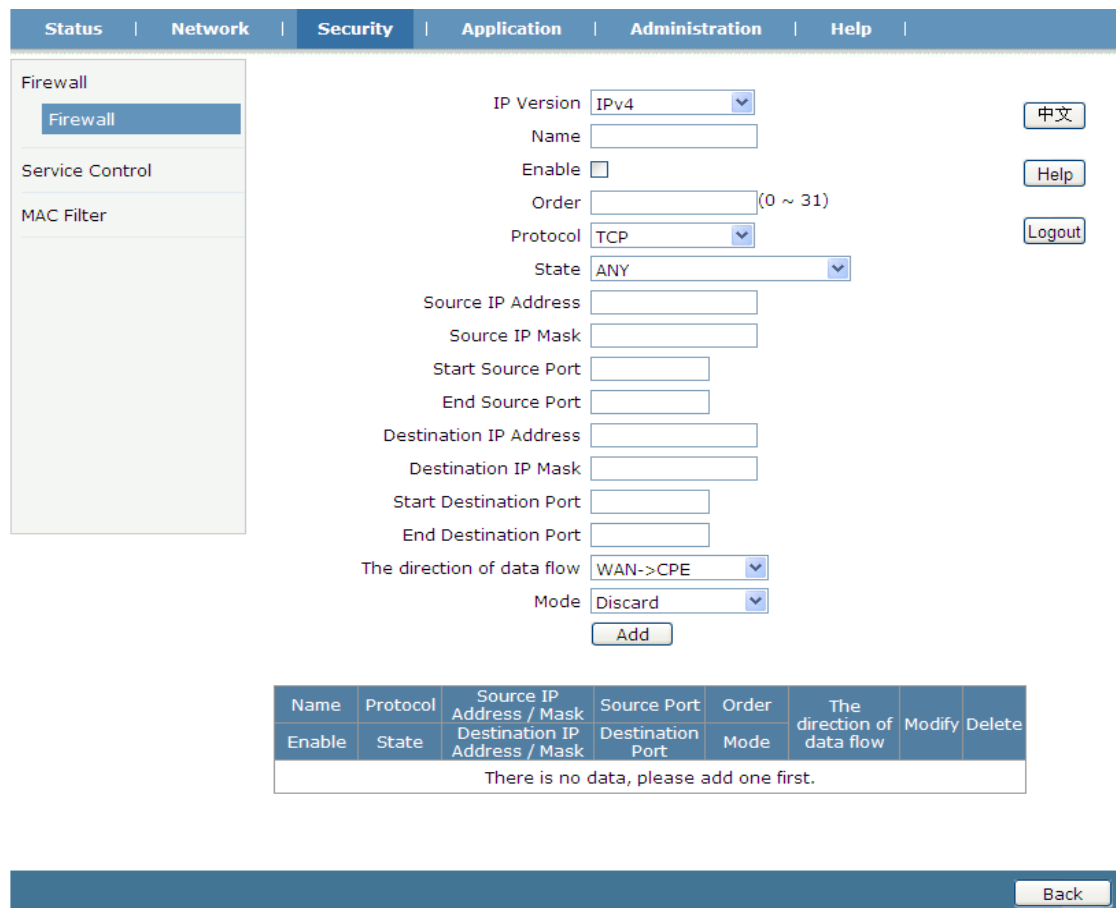 Status | Network | Security | Application | Administration | Help |
Firewall
Firewall
Service Control
MAC Filter
IP Version IPv4
Name
Enable
Order (0 ~ 31)
Protocol TCP
State ANY
Source IP Address
Source IP Mask
Start Source Port
End Source Port
Destination IP Address
Destination IP Mask
Start Destination Port
End Destination Port
The direction of data flow WAN->CPE
Mode Discard
Add
中文
Help
Logout
Name Protocol Source IP Address / Mask Source Port Order The direction of data flow Modify Delete
Enable State Destination IP Address / Mask Destination Port Mode
There is no data, please add one first.
Back